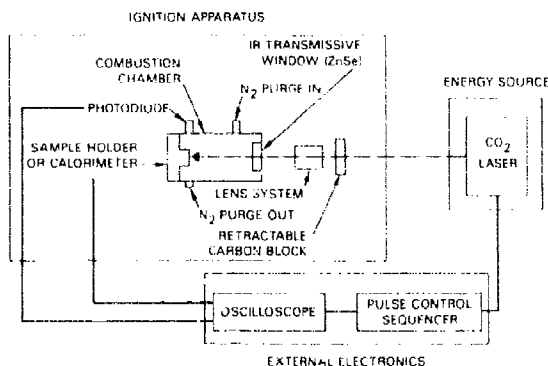 IGNITION APPARATUS
IR TRANSMISSIVE
WINDOW (ZnSe)
COMBUSTION
CHAMBER
N2 PURGE IN
ENERGY SOURCE
PHOTODIODE
SAMPLE HOLDER
OR CALORIMETER
CO2
LASER
LENS SYSTEM
N2 PURGE OUT
RETRACTABLE
CARBON BLOCK
OSCILLOSCOPE
PULSE CONTROL
SEQUENCER
EXTERNAL ELECTRONICS